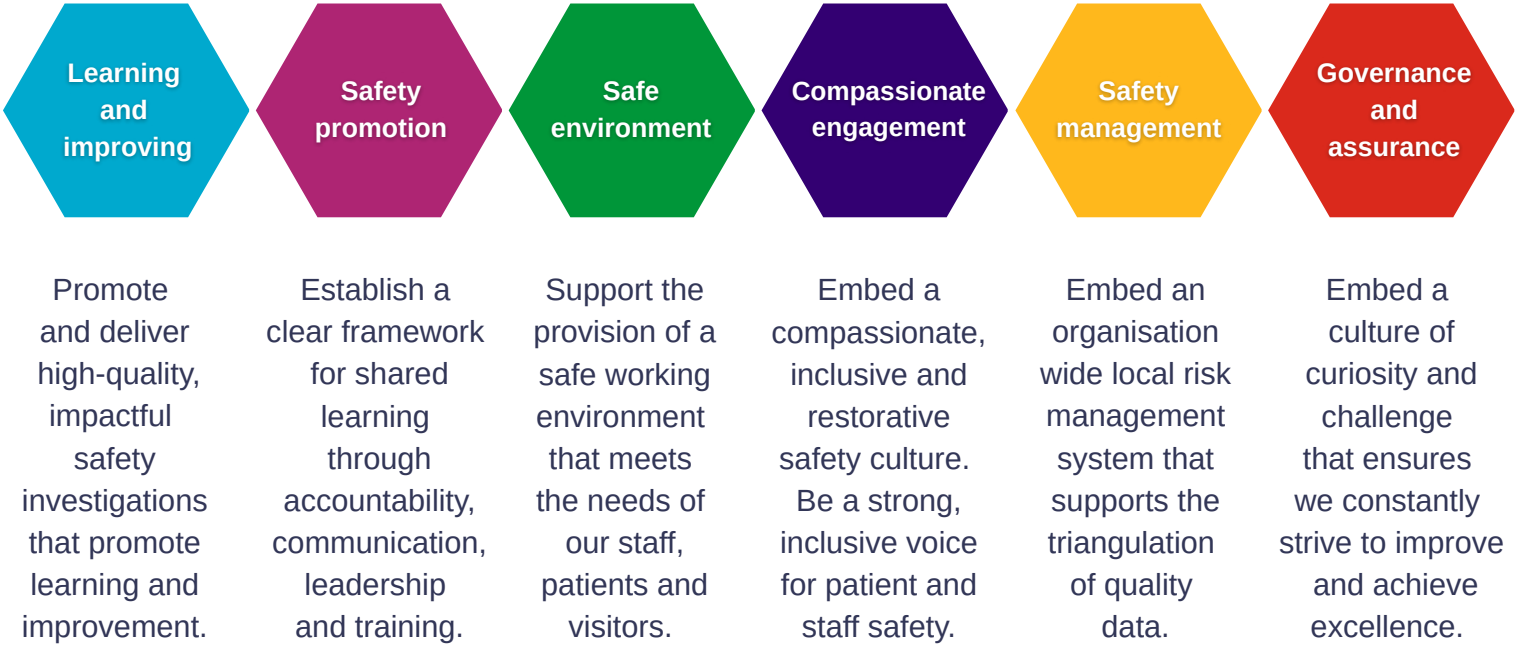 Learning
and
improving
Safety
promotion
Safe
environment
Compassionate
engagement
Safety
management
Governance
and
assurance
Promote
and deliver
high-quality,
impactful
safety
investigations
that promote
learning and
improvement.
Establish a
clear framework
for shared
learning
through
accountability,
communication,
leadership
and training.
Support the
provision of a
safe working
environment
that meets
the needs of
our staff,
patients and
visitors.
Embed a
compassionate,
inclusive and
restorative
safety culture.
Be a strong,
inclusive voice
for patient and
staff safety.
Embed an
organisation
wide local risk
management
system that
supports the
triangulation
of quality
data.
Embed a
culture of
curiosity and
challenge
that ensures
we constantly
strive to improve
and achieve
excellence.